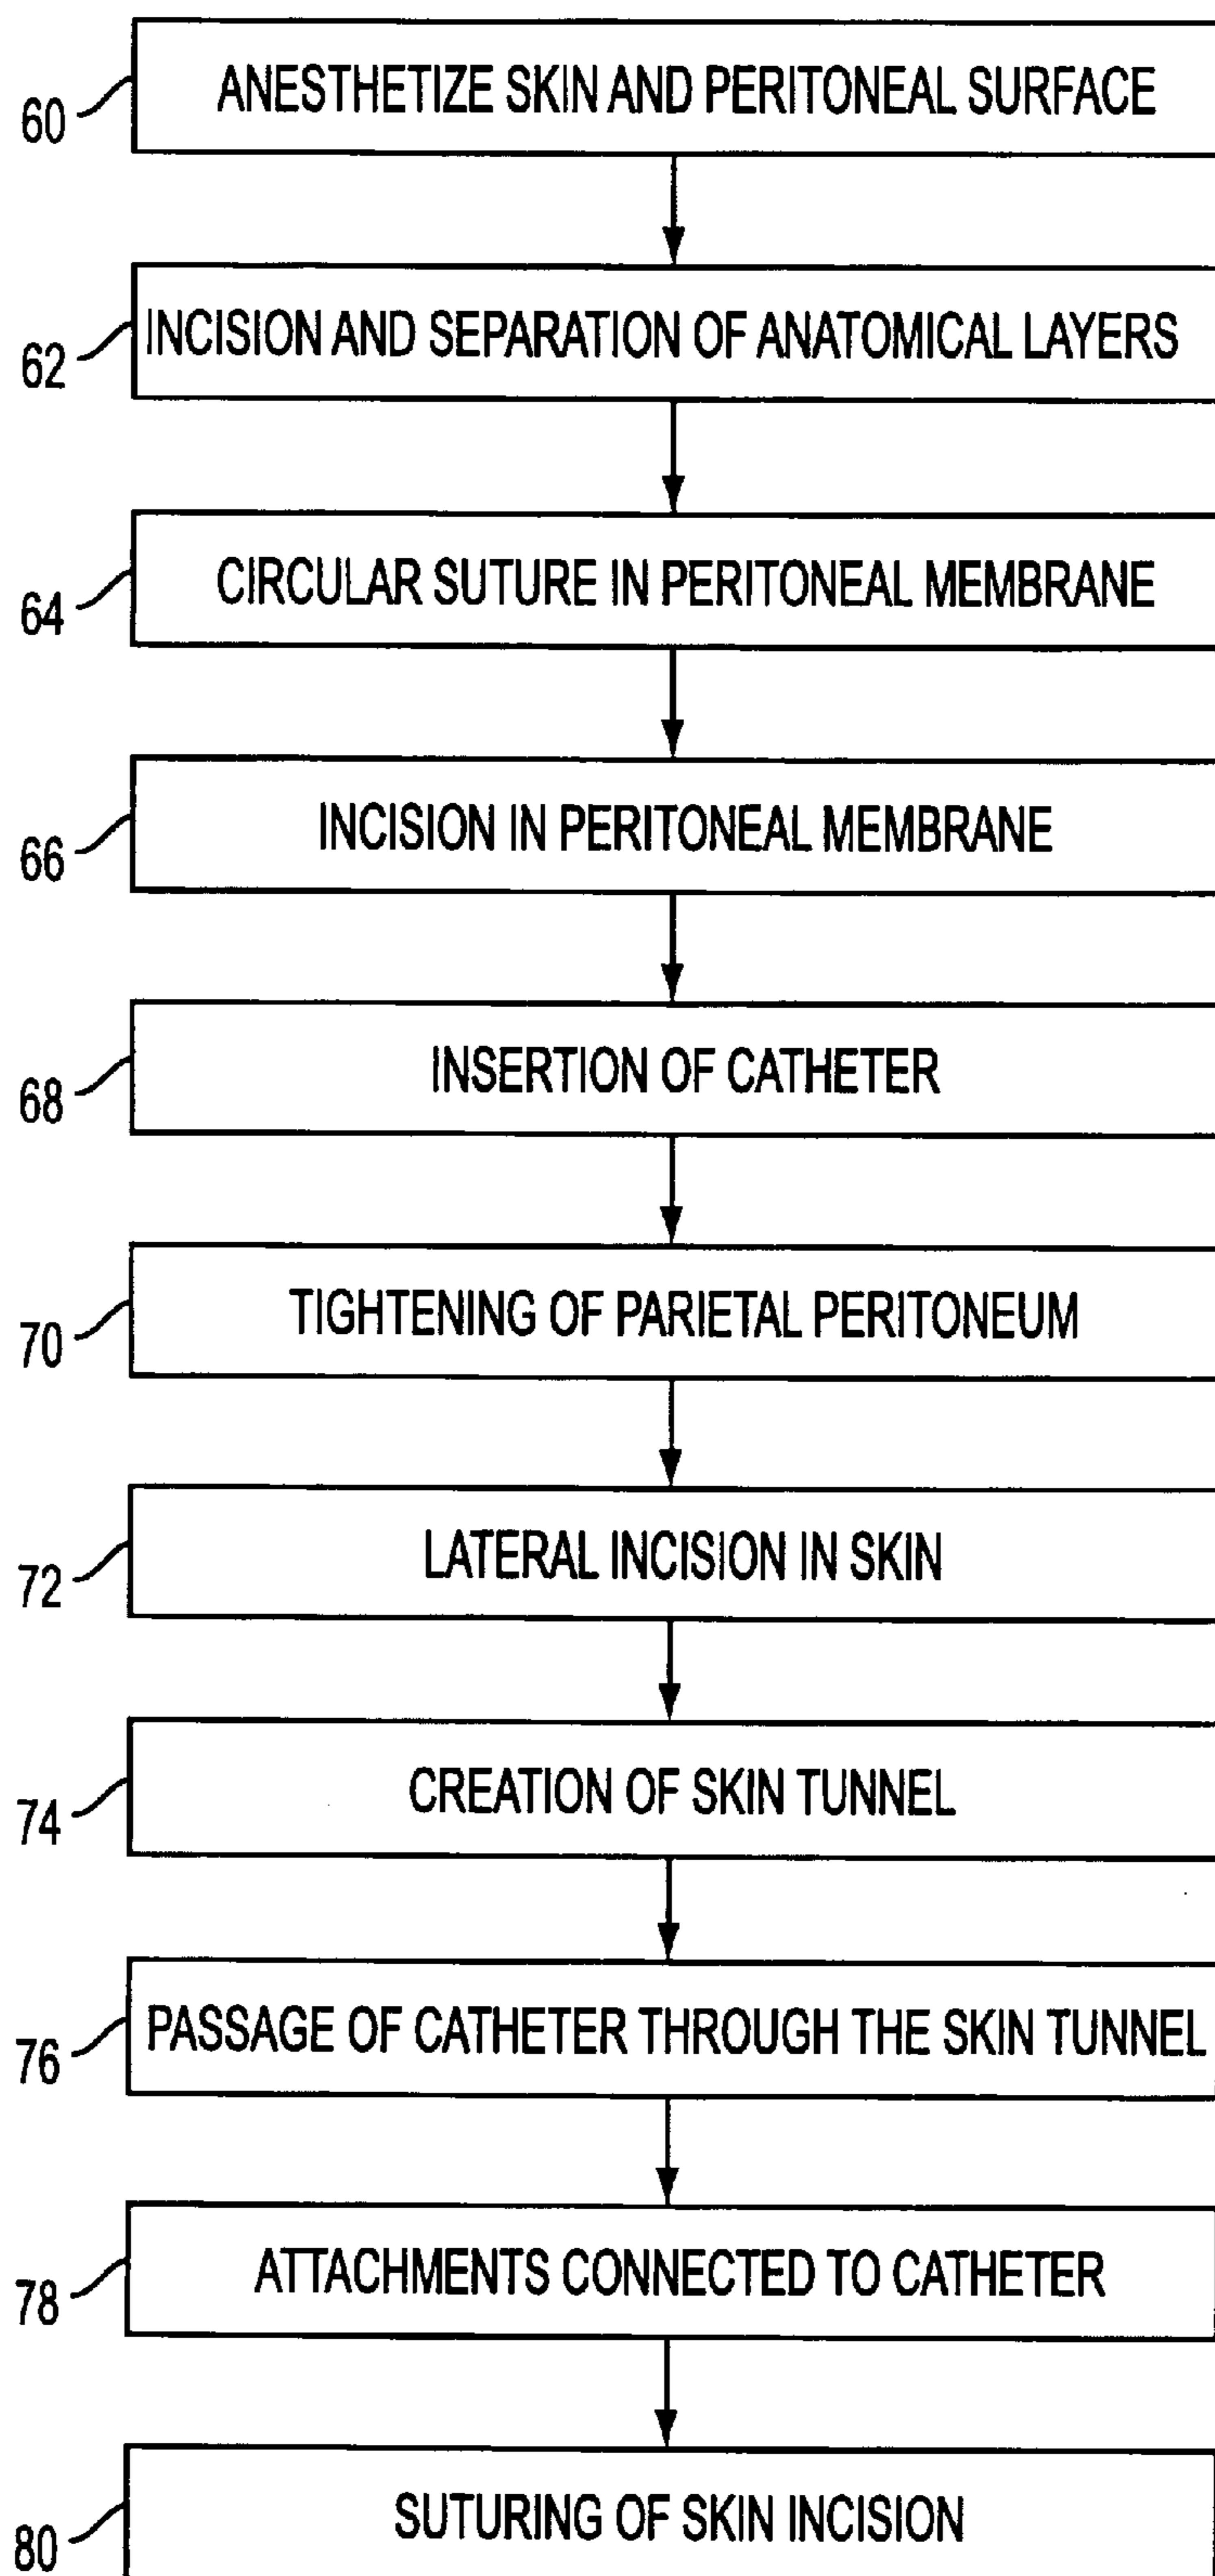 60 ANESTHETIZE SKIN AND PERITONEAL SURFACE
62 INCISION AND SEPARATION OF ANATOMICAL LAYERS
64 CIRCULAR SUTURE IN PERITONEAL MEMBRANE
66 INCISION IN PERITONEAL MEMBRANE
68 INSERTION OF CATHETER
70 TIGHTENING OF PARIETAL PERITONEUM
72 LATERAL INCISION IN SKIN
74 CREATION OF SKIN TUNNEL
76 PASSAGE OF CATHETER THROUGH THE SKIN TUNNEL
78 ATTACHMENTS CONNECTED TO CATHETER
80 SUTURING OF SKIN INCISION